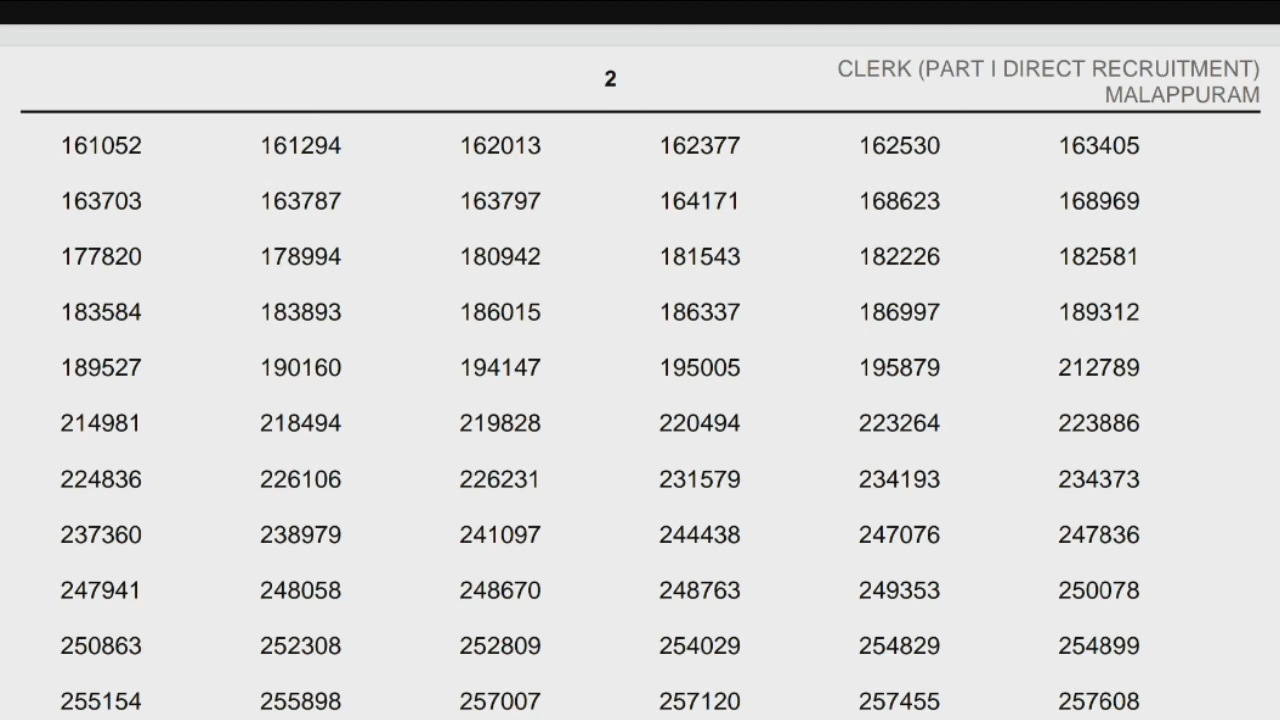 2
CLERK (PART I DIRECT RECRUITMENT)
MALAPPURAM
161052 161294 162013 162377 162530 163405
163703 163787 163797 164171 168623 168969
177820 178994 180942 181543 182226 182581
183584 183893 186015 186337 186997 189312
189527 190160 194147 195005 195879 212789
214981 218494 219828 220494 223264 223886
224836 226106 226231 231579 234193 234373
237360 238979 241097 244438 247076 247836
247941 248058 248670 248763 249353 250078
250863 252308 252809 254029 254829 254899
255154 255898 257007 257120 257455 257608